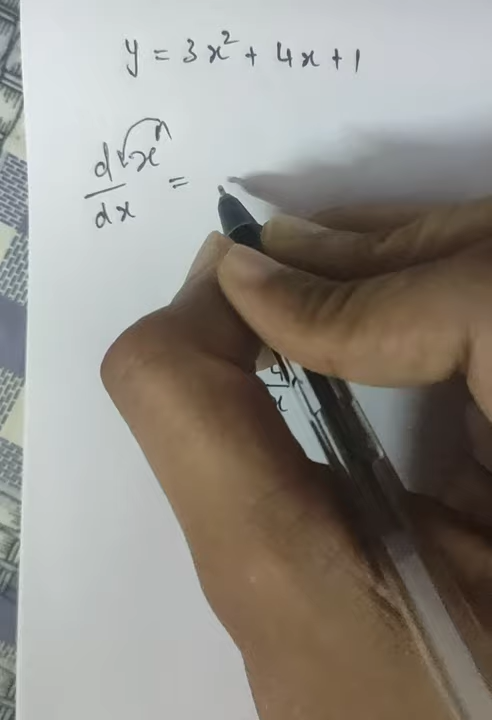 y = 3x² + 4x + 1
d xⁿ
— =
dx
x